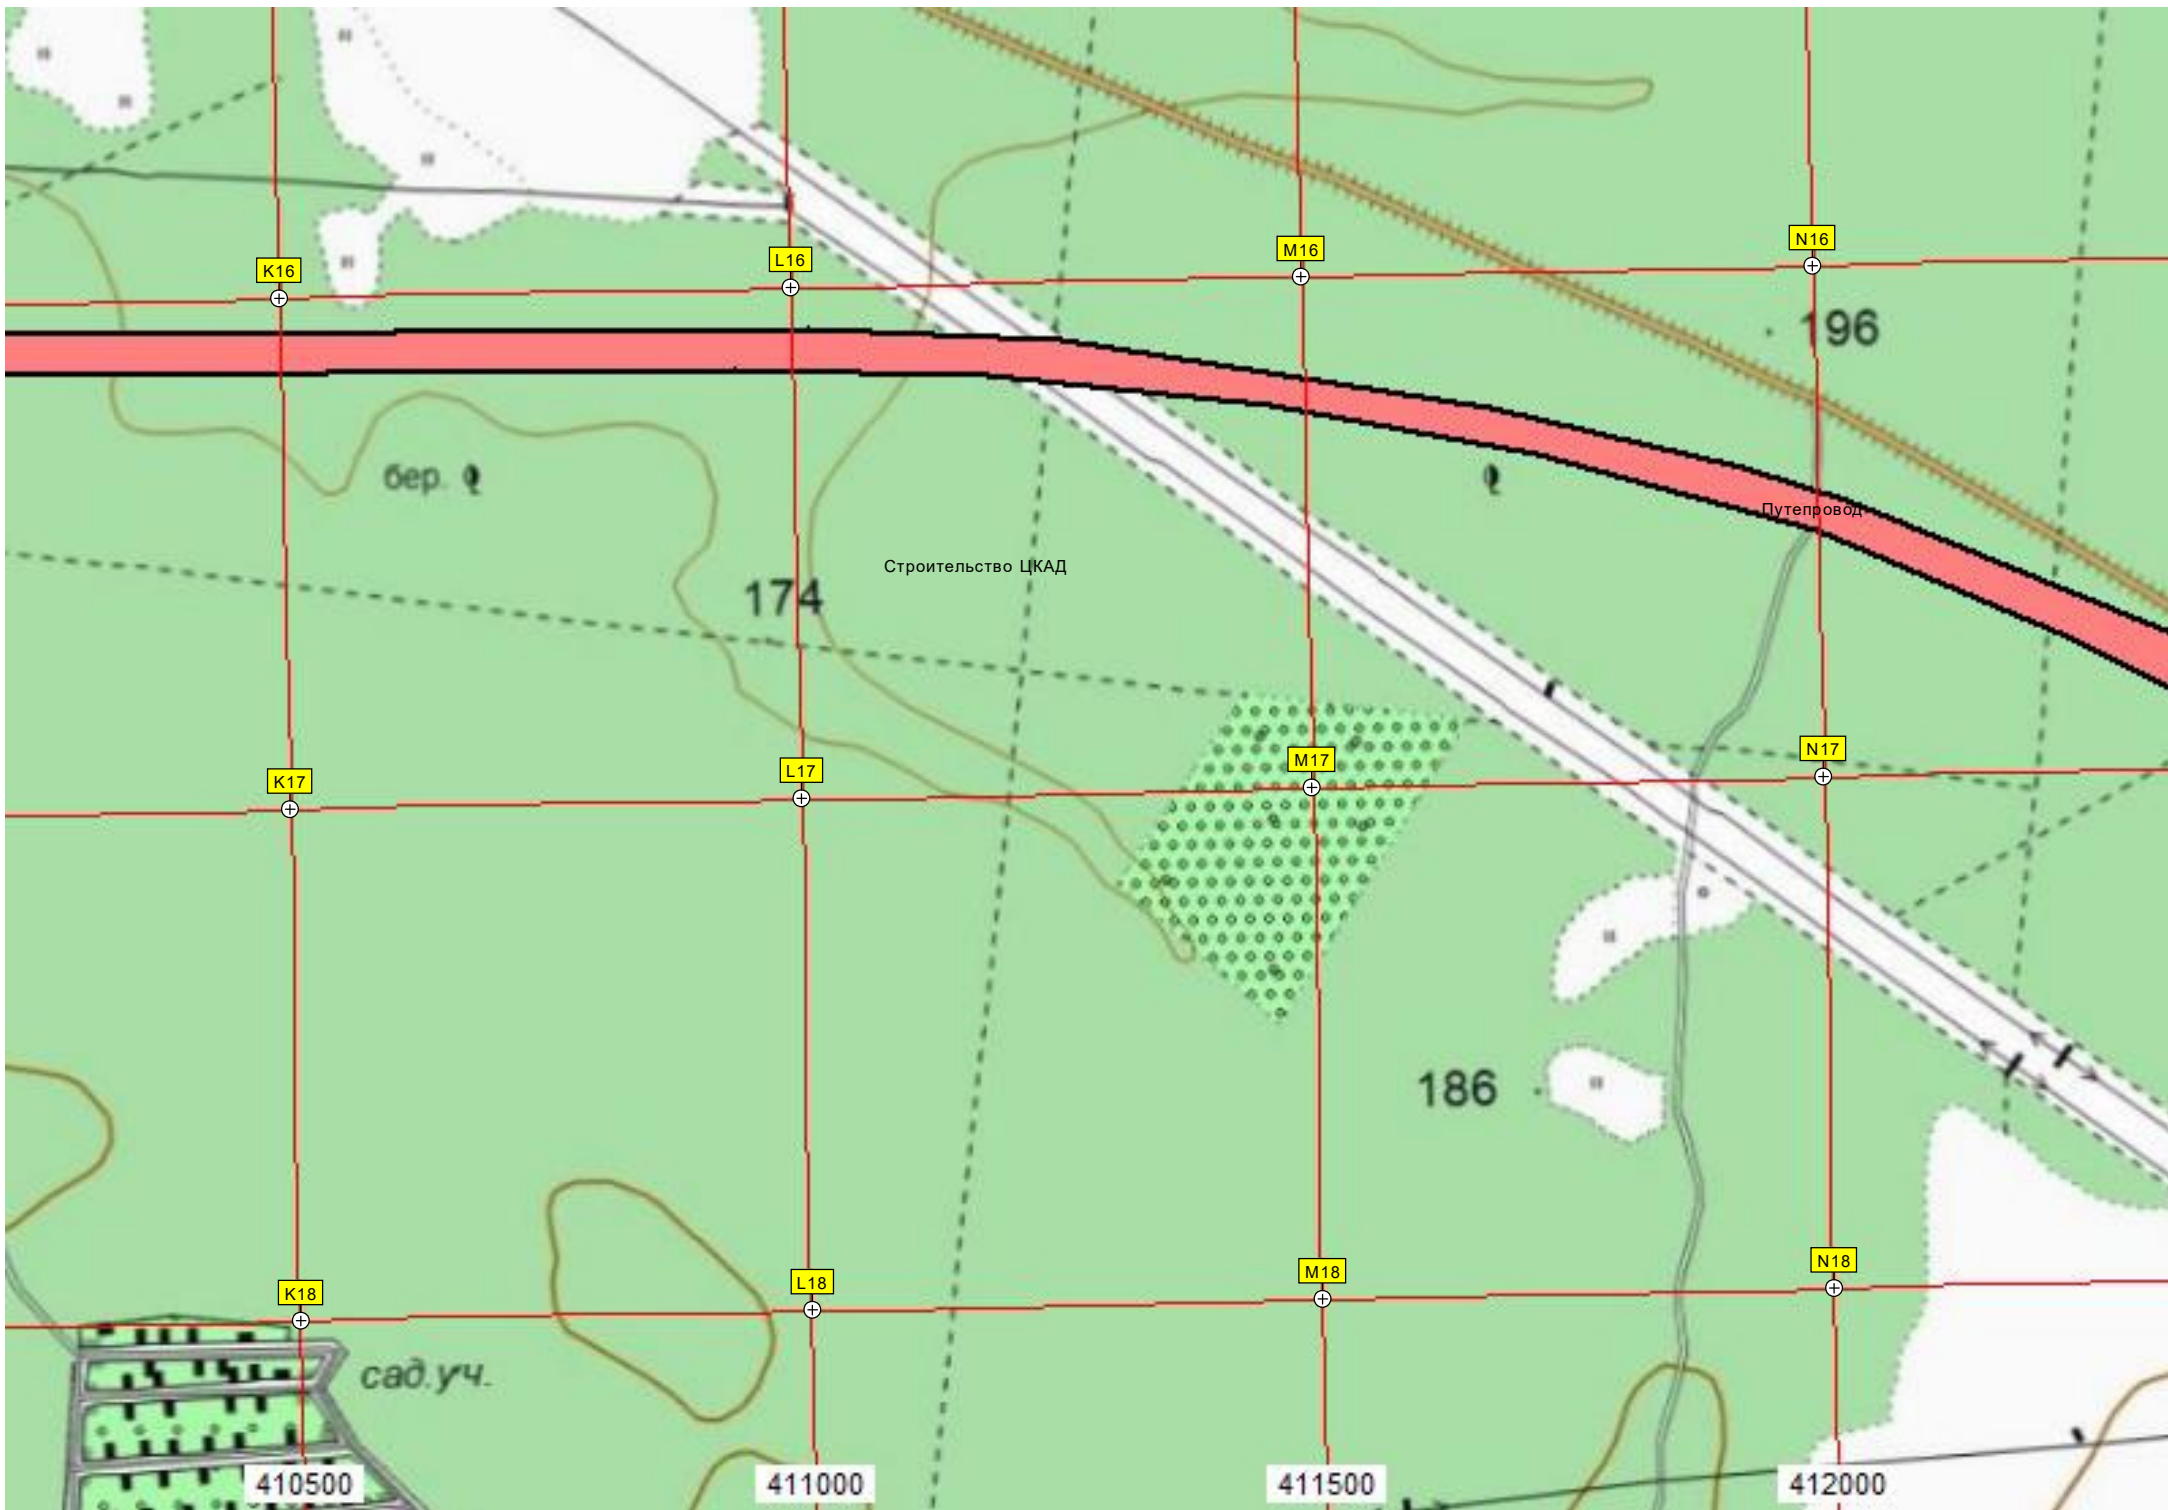 N16
M16
L16
K16
196
бер.
Путепровод
Строительство ЦКАД
174
N17
M17
L17
K17
186
N18
M18
L18
K18
сад.уч.
410500 411000 411500 412000